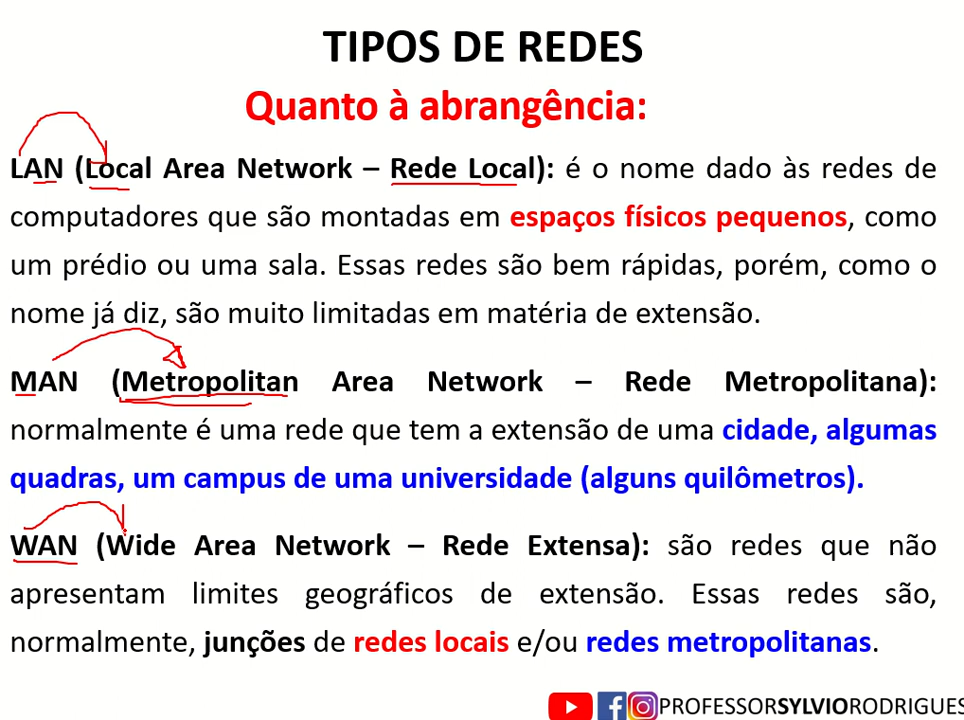 TIPOS DE REDES
Quanto à abrangência:
LAN (Local Area Network – Rede Local): é o nome dado às redes de
computadores que são montadas em espaços físicos pequenos, como
um prédio ou uma sala. Essas redes são bem rápidas, porém, como o
nome já diz, são muito limitadas em matéria de extensão.
MAN (Metropolitan Area Network – Rede Metropolitana):
normalmente é uma rede que tem a extensão de uma cidade, algumas
quadras, um campus de uma universidade (alguns quilômetros).
WAN (Wide Area Network – Rede Extensa): são redes que não
apresentam limites geográficos de extensão. Essas redes são,
normalmente, junções de redes locais e/ou redes metropolitanas.
PROFESSORSYLVIORODRIGUES